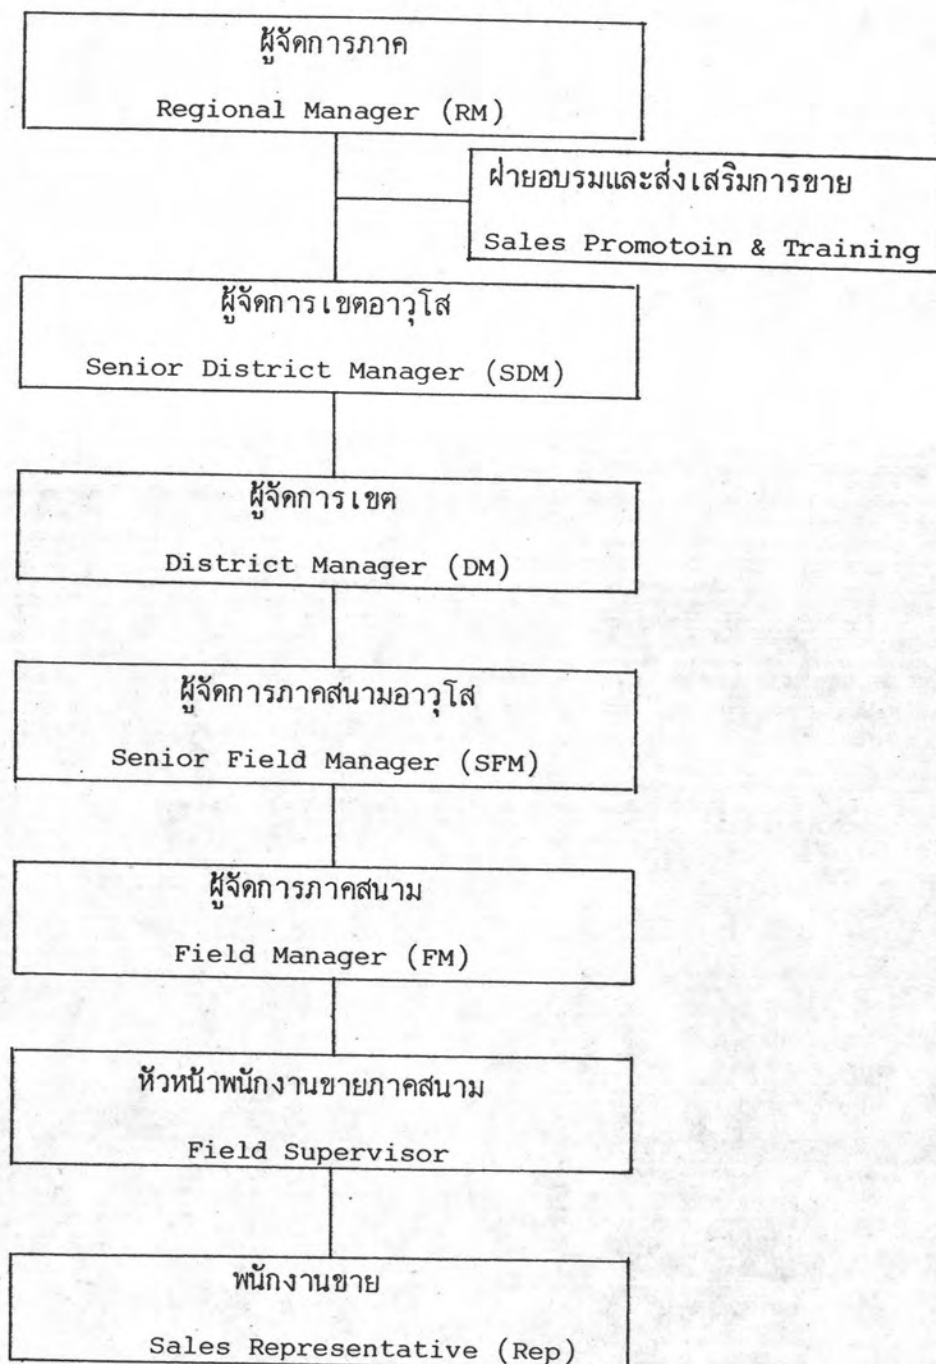 ผู้จัดการภาค
Regional Manager (RM)
ฝ่ายอบรมและส่งเสริมการขาย
Sales Promotoin & Training
ผู้จัดการเขตอาวุโส
Senior District Manager (SDM)
ผู้จัดการเขต
District Manager (DM)
ผู้จัดการภาคสนามอาวุโส
Senior Field Manager (SFM)
ผู้จัดการภาคสนาม
Field Manager (FM)
หัวหน้าพนักงานขายภาคสนาม
Field Supervisor
พนักงานขาย
Sales Representative (Rep)